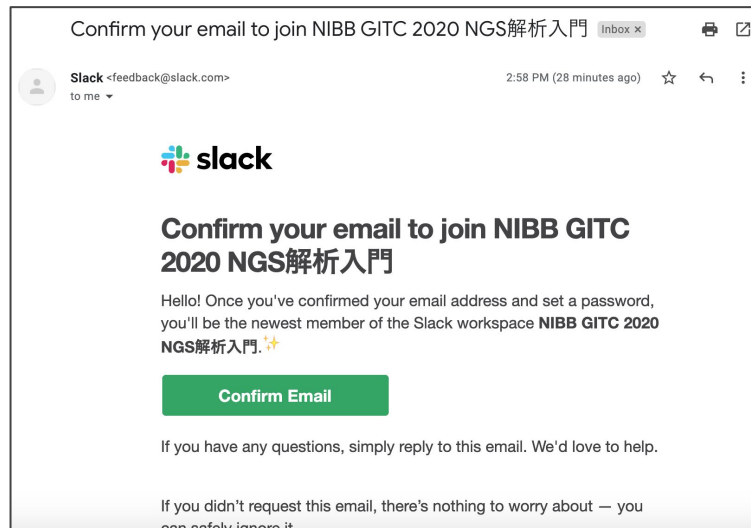 Confirm your email to join NIBB GITC 2020 NGS解析入門 Inbox ×
Slack <feedback@slack.com> 2:58 PM (28 minutes ago)
to me
slack
Confirm your email to join NIBB GITC
2020 NGS解析入門
Hello! Once you've confirmed your email address and set a password,
you'll be the newest member of the Slack workspace NIBB GITC 2020
NGS解析入門.✨
Confirm Email
If you have any questions, simply reply to this email. We'd love to help.
If you didn’t request this email, there’s nothing to worry about — you
can safely ignore it.